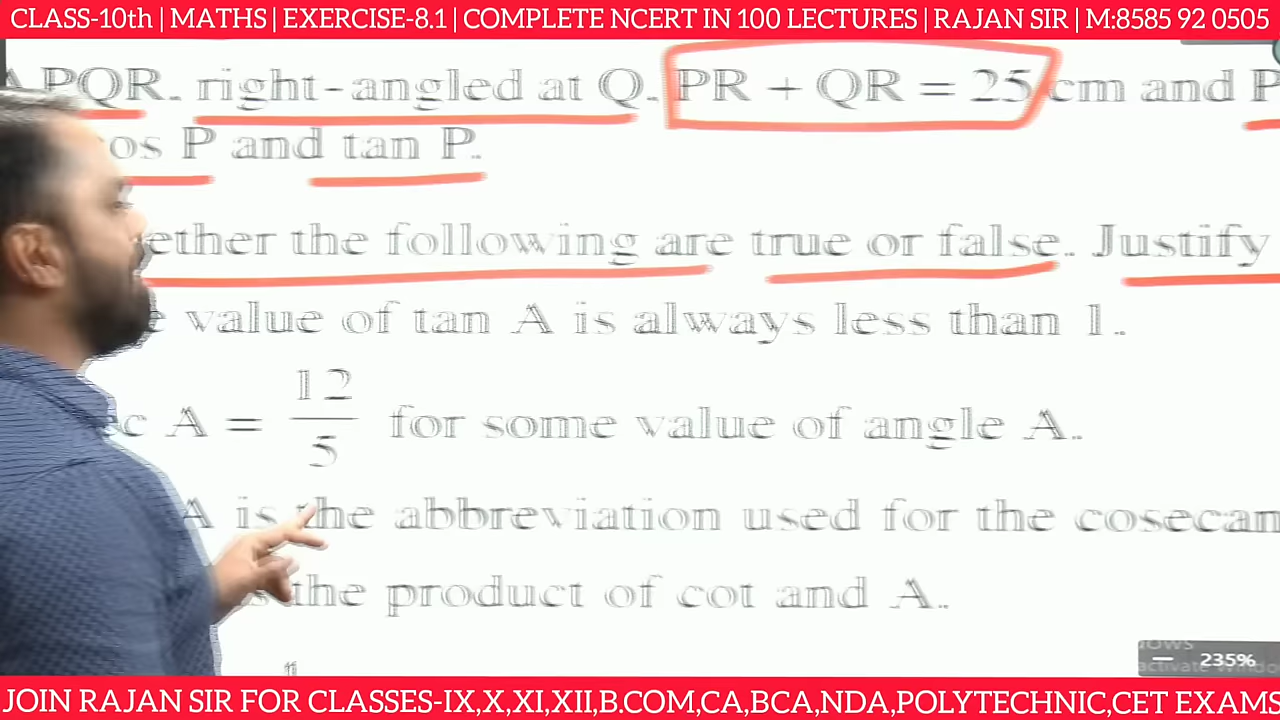 CLASS-10th | MATHS | EXERCISE-8.1 | COMPLETE NCERT IN 100 LECTURES | RAJAN SIR | M:8585 92 0505
PQR. right-angled at Q. PR + QR = 25 cm and P
os P and tan P.
ether the following are true or false. Justify
value of tan A is always less than 1.
c A = 12/5 for some value of angle A.
A is the abbreviation used for the cosecan
the product of cot and A.
235%
JOIN RAJAN SIR FOR CLASSES-IX,X,XI,XII,B.COM,CA,BCA,NDA,POLYTECHNIC,CET EXAMS